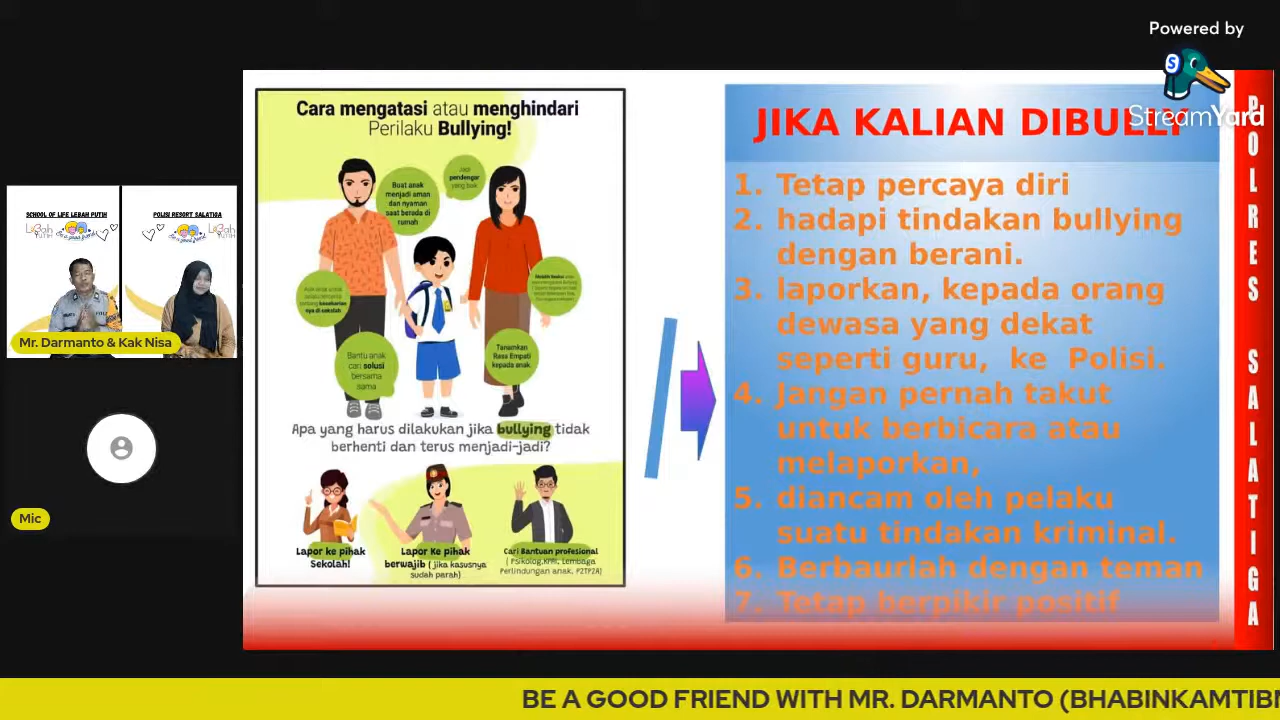 Powered by
StreamYard
SCHOOL OF LIFE LEBAH PUTIH
POLISI RESORT SALATIGA
Mr. Darmanto & Kak Nisa
Mic
Cara mengatasi atau menghindari
Perilaku Bullying!
Buat anak
menjadi aman
dan nyaman
saat berada di
rumah
Jadi
pendengar
yang baik
Bantu anak
cari solusi
bersama
sama
Tanamkan
Rasa Empati
kepada anak
Apa yang harus dilakukan jika bullying tidak
berhenti dan terus menjadi-jadi?
Lapor ke pihak
Sekolah!
Lapor Ke pihak
berwajib ( jika kasusnya
sudah parah)
Cari Bantuan profesional
( Psikolog,KPAI, Lembaga
Perlindungan anak, P2TP2A)
JIKA KALIAN DIBULLY
1. Tetap percaya diri
2. hadapi tindakan bullying
dengan berani.
3. laporkan, kepada orang
dewasa yang dekat
seperti guru, ke Polisi.
4. Jangan pernah takut
untuk berbicara atau
melaporkan,
5. diancam oleh pelaku
suatu tindakan kriminal.
6. Berbaurlah dengan teman
7. Tetap berpikir positif
POLRES SALATIGA
BE A GOOD FRIEND WITH MR. DARMANTO (BHABINKAMTIB